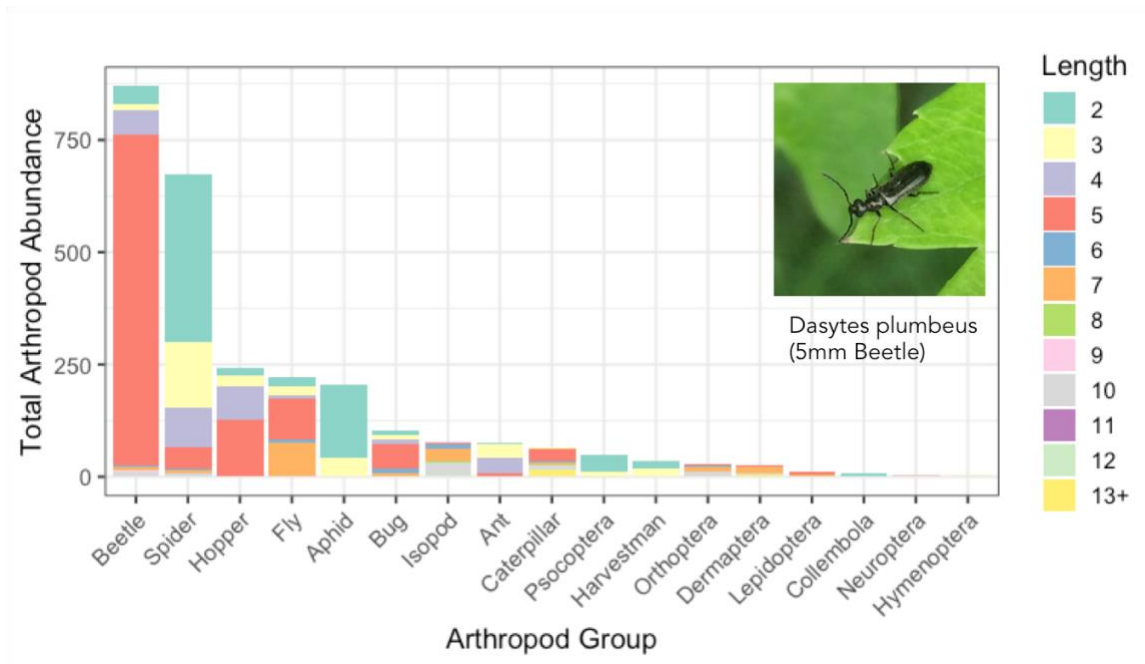 Total Arthropod Abundance
750
500
250
0
Dasytes plumbeus
(5mm Beetle)
Beetle
Spider
Hopper
Fly
Aphid
Bug
Isopod
Ant
Caterpillar
Psocoptera
Harvestman
Orthoptera
Dermaptera
Lepidoptera
Collembola
Neuroptera
Hymenoptera
Arthropod Group
Length
2
3
4
5
6
7
8
9
10
11
12
13+